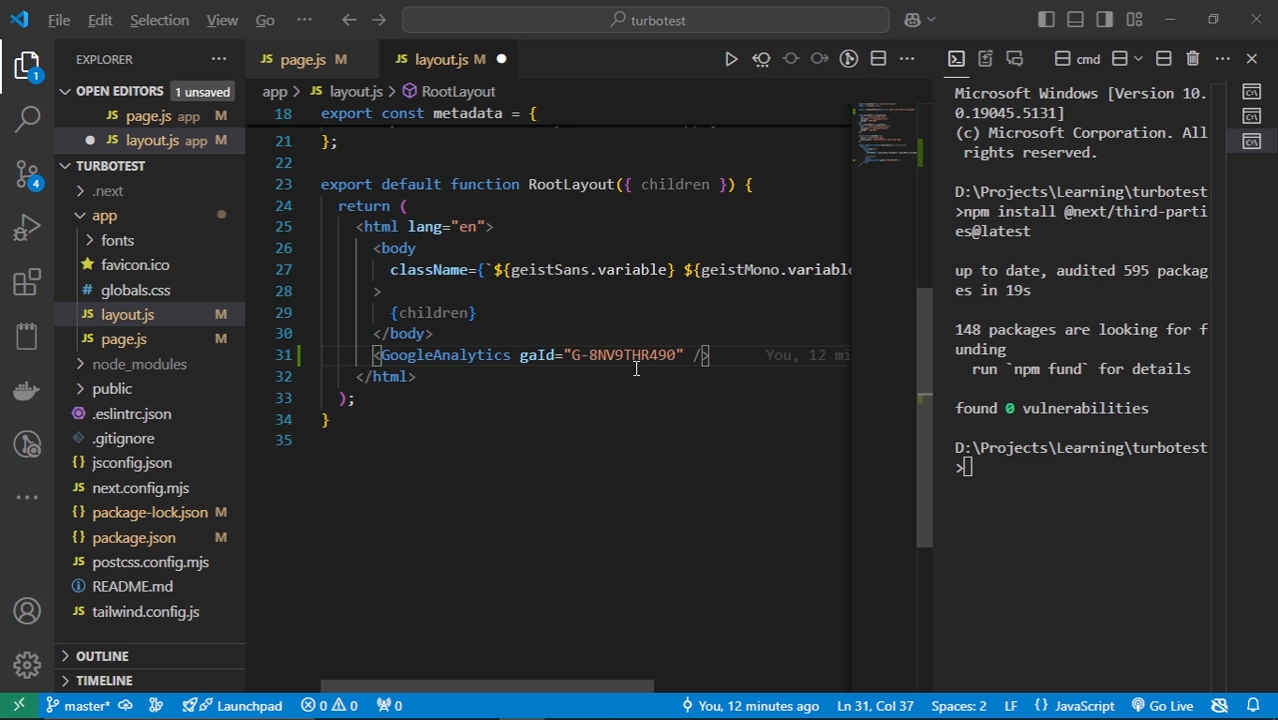 File Edit Selection View Go ··· turbotest
EXPLORER ···
OPEN EDITORS 1 unsaved
JS page.js app M
JS layout.js app M
TURBOTEST
.next
app
fonts
favicon.ico
# globals.css
JS layout.js M
JS page.js M
node_modules
public
.eslintrc.json
.gitignore
{} jsconfig.json
JS next.config.mjs
{} package-lock.json M
{} package.json M
JS postcss.config.mjs
README.md
JS tailwind.config.js
OUTLINE
TIMELINE
1
4
JS page.js M JS layout.js M
app > JS layout.js > RootLayout
18 export const metadata = {
21 };
22
23 export default function RootLayout({ children }) {
24 return (
25 <html lang="en">
26 <body
27 className={`${geistSans.variable} ${geistMono.variable
28 >
29 {children}
30 </body>
31 <GoogleAnalytics gaId="G-8NV9THR490" /> You, 12 mi
32 </html>
33 );
34 }
35
cmd
Microsoft Windows [Version 10.
0.19045.5131]
(c) Microsoft Corporation. All
rights reserved.
D:\Projects\Learning\turbotest
>npm install @next/third-parti
es@latest
up to date, audited 595 packag
es in 19s
148 packages are looking for f
unding
run `npm fund` for details
found 0 vulnerabilities
D:\Projects\Learning\turbotest
>
master* Launchpad 0 0 0 You, 12 minutes ago Ln 31, Col 37 Spaces: 2 LF {} JavaScript Go Live